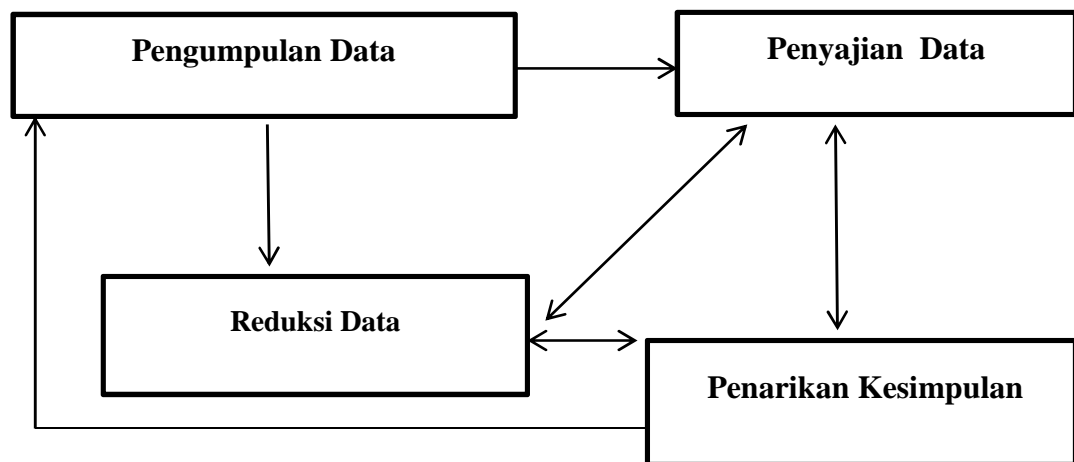 Pengumpulan Data
Penyajian  Data
Reduksi Data
Penarikan Kesimpulan